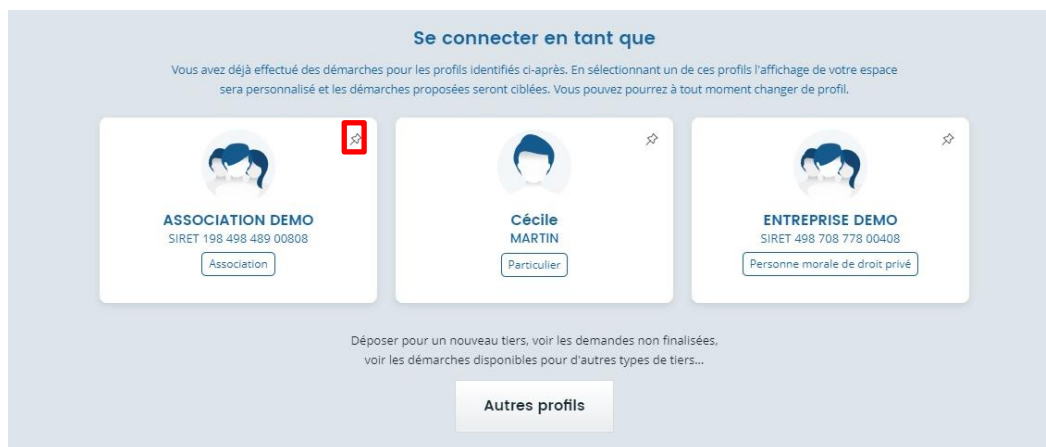 Se connecter en tant que
Vous avez déjà effectué des démarches pour les profils identifiés ci-après. En sélectionnant un de ces profils l'affichage de votre espace
sera personnalisé et les démarches proposées seront ciblées. Vous pouvez pourrez à tout moment changer de profil.
ASSOCIATION DEMO
SIRET 198 498 489 00808
Association
Cécile
MARTIN
Particulier
ENTREPRISE DEMO
SIRET 498 708 778 00408
Personne morale de droit privé
Déposer pour un nouveau tiers, voir les demandes non finalisées,
voir les démarches disponibles pour d'autres types de tiers...
Autres profils